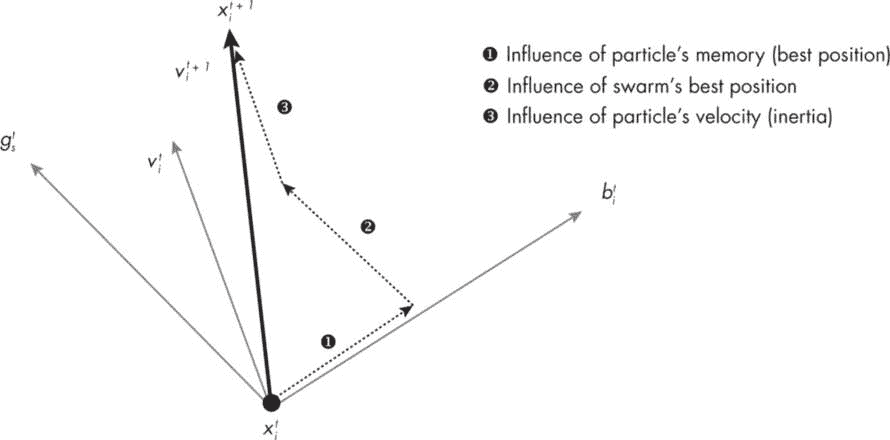 x_i^{t+1}
❶ Influence of particle's memory (best position)
v_i^{t+1}
❷ Influence of swarm's best position
❸
❸ Influence of particle's velocity (inertia)
g_s^t
v_i^t
b_i^t
❷
❶
x_i^t